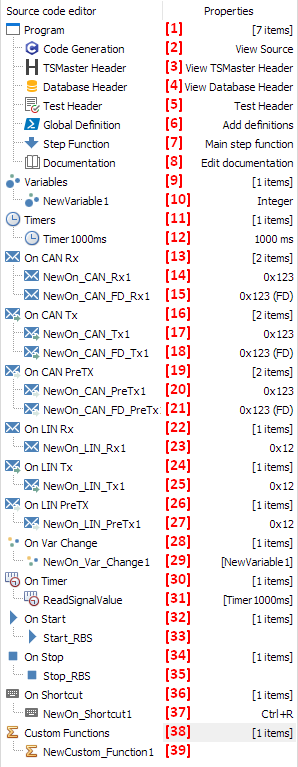 Source code editor Properties
Program [1] [7 items]
Code Generation [2] View Source
TSMaster Header [3] View TSMaster Header
Database Header [4] View Database Header
Test Header [5] Test Header
Global Definition [6] Add definitions
Step Function [7] Main step function
Documentation [8] Edit documentation
Variables [9] [1 items]
NewVariable1 [10] Integer
Timers [11] [1 items]
Timer1000ms [12] 1000 ms
On CAN Rx [13] [2 items]
NewOn_CAN_Rx1 [14] 0x123
NewOn_CAN_FD_Rx1 [15] 0x123 (FD)
On CAN Tx [16] [2 items]
NewOn_CAN_Tx1 [17] 0x123
NewOn_CAN_FD_Tx1 [18] 0x123 (FD)
On CAN PreTX [19] [2 items]
NewOn_CAN_PreTx1 [20] 0x123
NewOn_CAN_FD_PreTx1 [21] 0x123 (FD)
On LIN Rx [22] [1 items]
NewOn_LIN_Rx1 [23] 0x12
On LIN Tx [24] [1 items]
NewOn_LIN_Tx1 [25] 0x12
On LIN PreTX [26] [1 items]
NewOn_LIN_PreTx1 [27] 0x12
On Var Change [28] [1 items]
NewOn_Var_Change1 [29] [NewVariable1]
On Timer [30] [1 items]
ReadSignalValue [31] [Timer1000ms]
On Start [32] [1 items]
Start_RBS [33]
On Stop [34] [1 items]
Stop_RBS [35]
On Shortcut [36] [1 items]
NewOn_Shortcut1 [37] Ctrl+R
Custom Functions [38] [1 items]
NewCustom_Function1 [39]